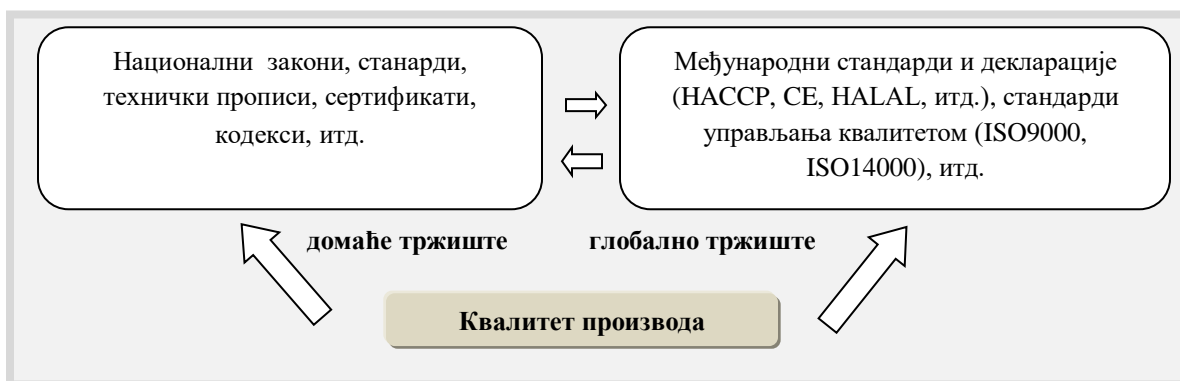 Национални закони, станарди,
технички прописи, сертификати,
кодекси, итд.
Међународни стандарди и декларације
(HACCP, CE, HALAL, итд.), стандарди
управљања квалитетом (ISO9000,
ISO14000), итд.
домаће тржиште
глобално тржиште
Квалитет производа